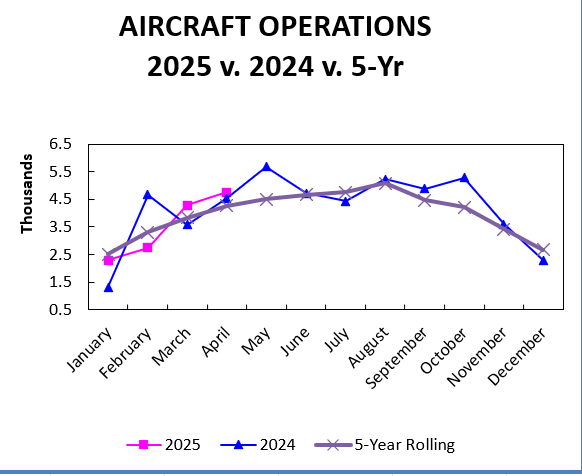 AIRCRAFT OPERATIONS
2025 v. 2024 v. 5-Yr
Thousands
6.5
5.5
4.5
3.5
2.5
1.5
0.5
January
February
March
April
May
June
July
August
September
October
November
December
2025
2024
5-Year Rolling